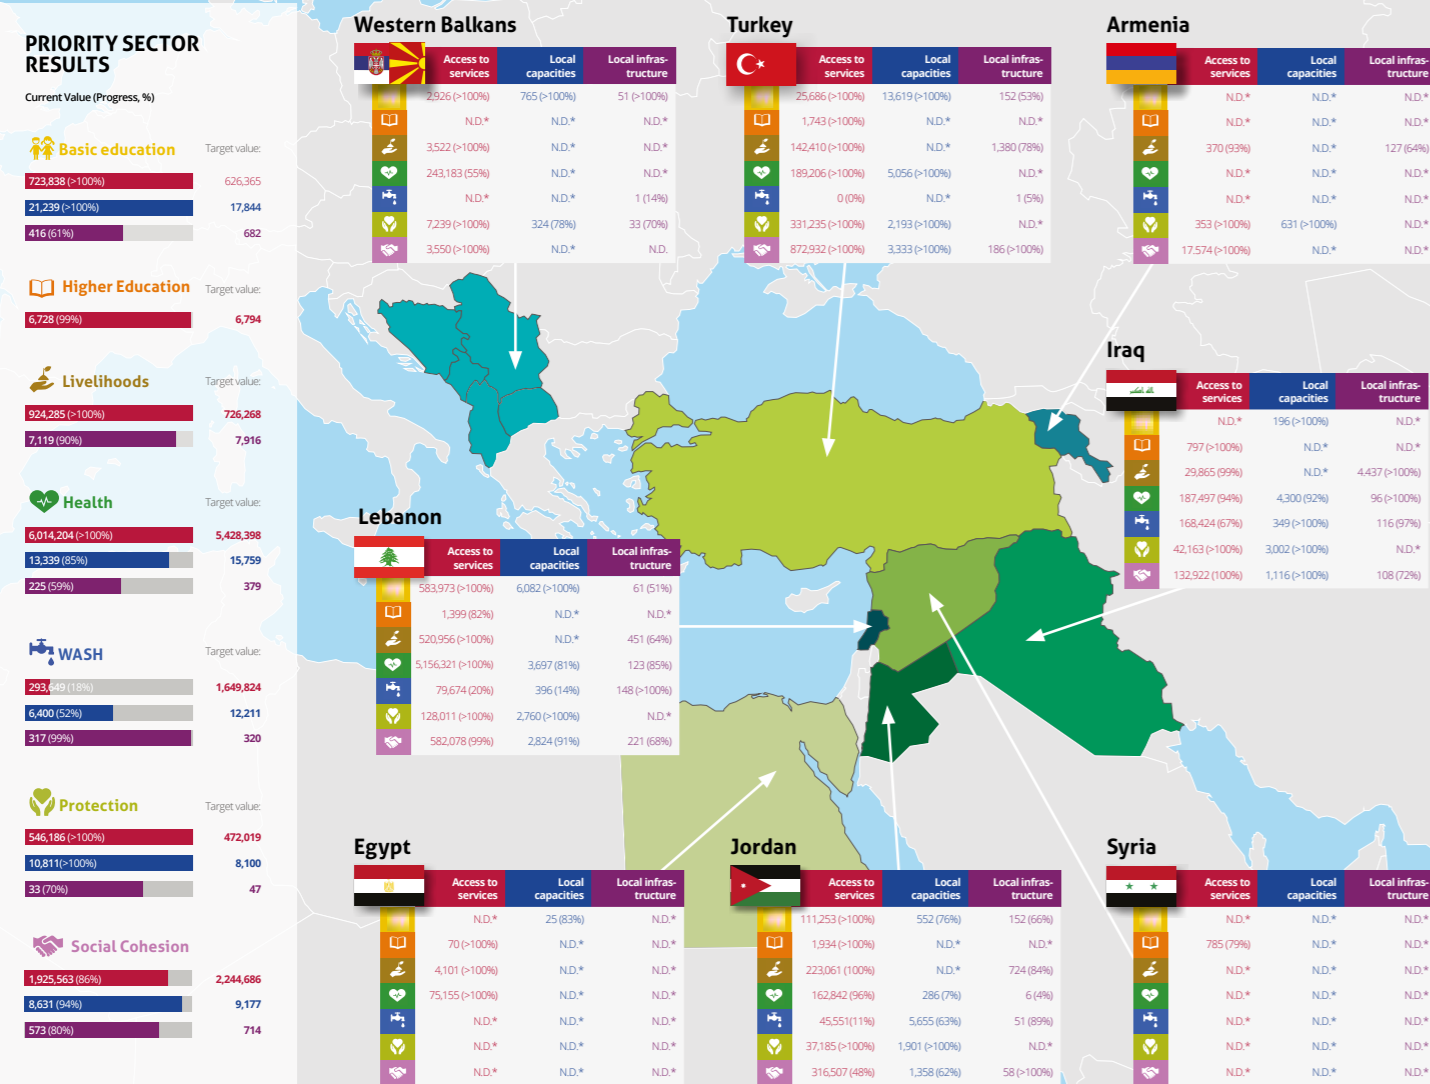 PRIORITY SECTOR
RESULTS
Current Value (Progress, %)
Basic education Target value:
723,838 (>100%) 626,365
21,239 (>100%) 17,844
416 (61%) 682
Higher Education Target value:
6,728 (99%) 6,794
Livelihoods Target value:
924,285 (>100%) 726,268
7,119 (90%) 7,916
Health Target value:
6,014,204 (>100%) 5,428,398
13,339 (85%) 15,759
225 (59%) 379
WASH Target value:
293,649 (18%) 1,649,824
6,400 (52%) 12,211
317 (99%) 320
Protection Target value:
546,186 (>100%) 472,019
10,811(>100%) 8,100
33 (70%) 47
Social Cohesion
1,925,563 (86%) 2,244,686
8,631 (94%) 9,177
573 (80%) 714
Western Balkans
Access to Local Local infras-
services capacities tructure
2,926 (>100%) 765 (>100%) 51 (>100%)
N.D.* N.D.* N.D.*
3,522 (>100%) N.D.* N.D.*
243,183 (55%) N.D.* N.D.*
N.D.* N.D.* 1 (14%)
7,239 (>100%) 324 (78%) 33 (70%)
3,550 (>100%) N.D.* N.D.
Turkey
Access to Local Local infras-
services capacities tructure
25,686 (>100%) 13,619 (>100%) 152 (53%)
1,743 (>100%) N.D.* N.D.*
142,410 (>100%) N.D.* 1,380 (78%)
189,206 (>100%) 5,056 (>100%) N.D.*
0 (0%) N.D.* 1 (5%)
331,235 (>100%) 2,193 (>100%) N.D.*
872,932 (>100%) 3,333 (>100%) 186 (>100%)
Armenia
Access to Local Local infras-
services capacities tructure
N.D.* N.D.* N.D.*
N.D.* N.D.* N.D.*
370 (93%) N.D.* 127 (64%)
N.D.* N.D.* N.D.*
N.D.* N.D.* N.D.*
353 (>100%) 631 (>100%) N.D.*
17.574 (>100%) N.D.* N.D.*
Iraq
Access to Local Local infras-
services capacities tructure
N.D.* 196 (>100%) N.D.*
797 (>100%) N.D.* N.D.*
29,865 (99%) N.D.* 4.437 (>100%)
187,497 (94%) 4,300 (92%) 96 (>100%)
168,424 (67%) 349 (>100%) 116 (97%)
42,163 (>100%) 3,002 (>100%) N.D.*
132,922 (100%) 1,116 (>100%) 108 (72%)
Lebanon
Access to Local Local infras-
services capacities tructure
583,973 (>100%) 6,082 (>100%) 61 (51%)
1,399 (82%) N.D.* N.D.*
520,956 (>100%) N.D.* 451 (64%)
5,156,321 (>100%) 3,697 (81%) 123 (85%)
79,674 (20%) 396 (14%) 148 (>100%)
128,011 (>100%) 2,760 (>100%) N.D.*
582,078 (99%) 2,824 (91%) 221 (68%)
Egypt
Access to Local Local infras-
services capacities tructure
N.D.* 25 (83%) N.D.*
70 (>100%) N.D.* N.D.*
4,101 (>100%) N.D.* N.D.*
75,155 (>100%) N.D.* N.D.*
N.D.* N.D.* N.D.*
N.D.* N.D.* N.D.*
N.D.* N.D.* N.D.*
Jordan
Access to Local Local infras-
services capacities tructure
111,253 (>100%) 552 (76%) 152 (66%)
1,934 (>100%) N.D.* N.D.*
223,061 (100%) N.D.* 724 (84%)
162,842 (96%) 286 (7%) 6 (4%)
45,551(11%) 5,655 (63%) 51 (89%)
37,185 (>100%) 1,901 (>100%) N.D.*
316,507 (48%) 1,358 (62%) 58 (>100%)
Syria
Access to Local Local infras-
services capacities tructure
N.D.* N.D.* N.D.*
785 (79%) N.D.* N.D.*
N.D.* N.D.* N.D.*
N.D.* N.D.* N.D.*
N.D.* N.D.* N.D.*
N.D.* N.D.* N.D.*
N.D.* N.D.* N.D.*